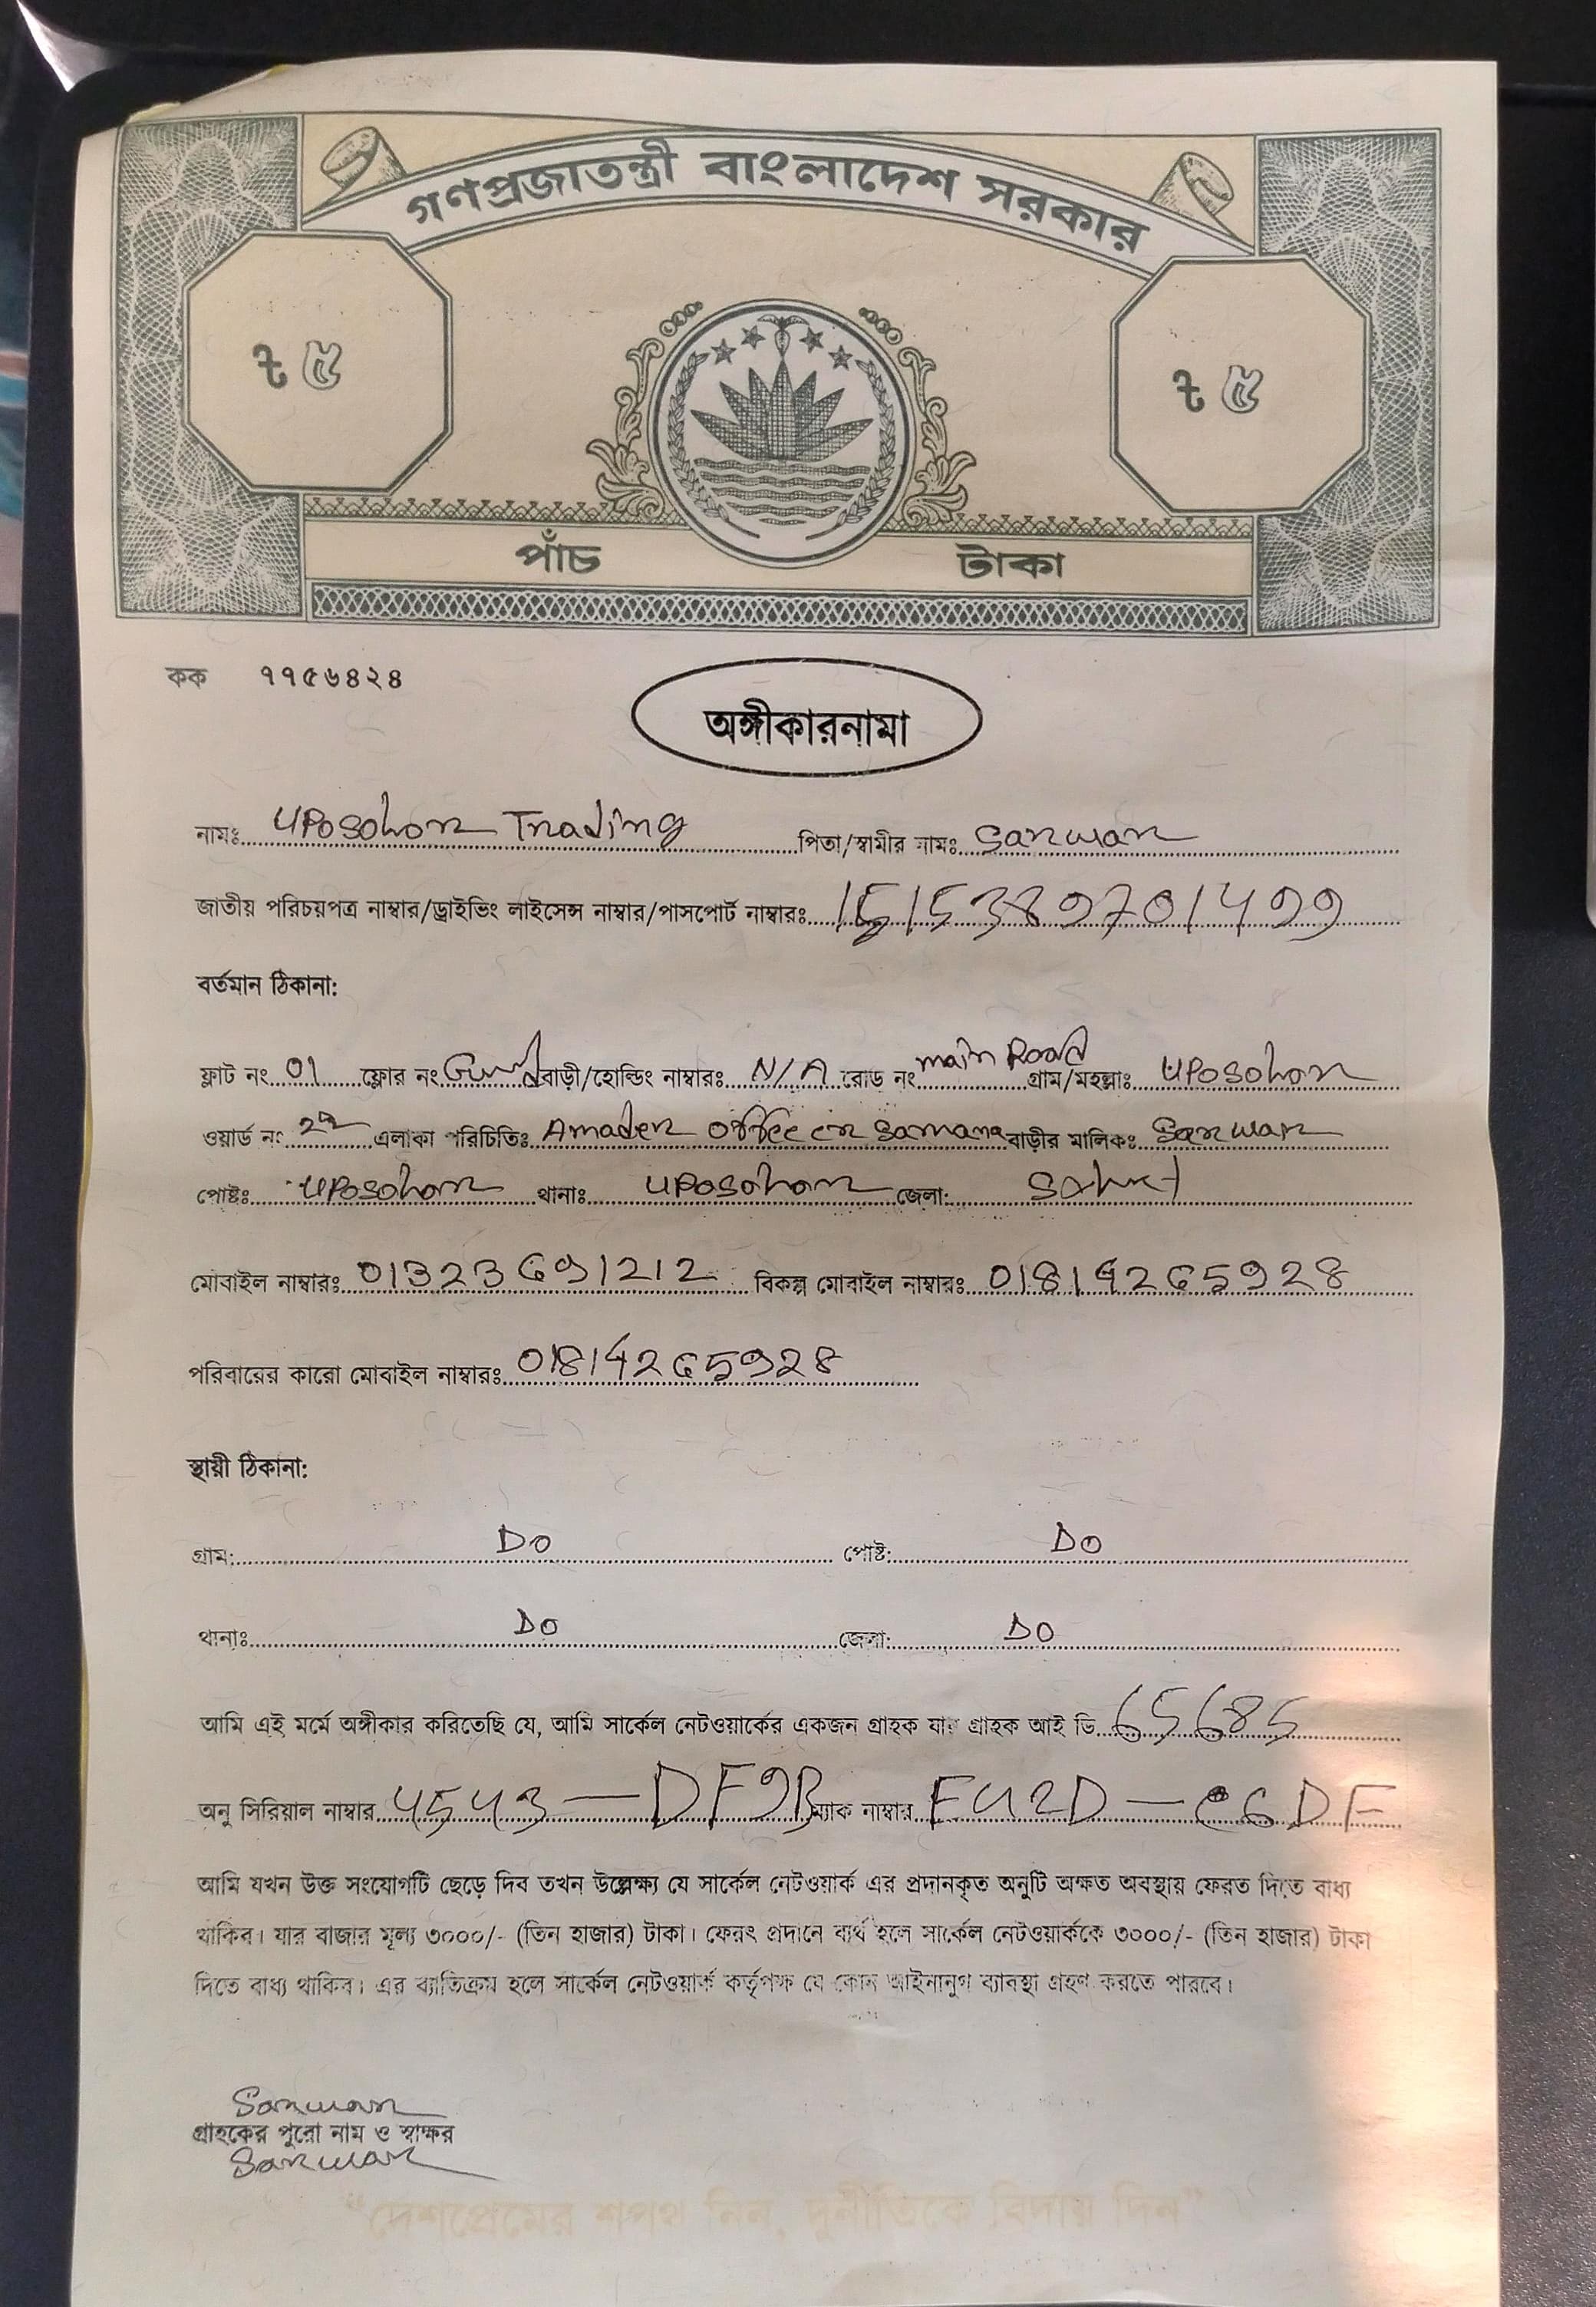 গণপ্রজাতন্ত্রী বাংলাদেশ সরকার
৳ ৫ ৳ ৫
পাঁচ টাকা
কক ৭৭৫৬৪২৪
অঙ্গীকারনামা
নামঃ Uposohor Trading পিতা/স্বামীর নামঃ Sarwar
জাতীয় পরিচয়পত্র নাম্বার/ড্রাইভিং লাইসেন্স নাম্বার/পাসপোর্ট নাম্বারঃ
বর্তমান ঠিকানা:
ফ্লাট নং 01 ফ্লোর নং বাড়ী/হোল্ডিং নাম্বারঃ N/A রোড নং main Road গ্রাম/মহল্লাঃ Uposohor
ওয়ার্ড নং এলাকা পরিচিতিঃ Amader office er samana বাড়ীর মালিকঃ Sarwar
পোষ্টঃ Uposohor থানাঃ Uposohor জেলা:
মোবাইল নাম্বারঃ 01323691212 বিকল্প মোবাইল নাম্বারঃ 01814265928
পরিবারের কারো মোবাইল নাম্বারঃ 01814265928
স্থায়ী ঠিকানা:
গ্রাম: Do পোষ্ট: Do
থানাঃ Do জেলা: Do
আমি এই মর্মে অঙ্গীকার করিতেছি যে, আমি সার্কেল নেটওয়ার্কের একজন গ্রাহক যার গ্রাহক আই ডি 65685
অনু সিরিয়াল নাম্বার 4543-DF9B ম্যাক নাম্বার F42D-C6DF
আমি যখন উক্ত সংযোগটি ছেড়ে দিব তখন উল্লেক্ষ্য যে সার্কেল নেটওয়ার্ক এর প্রদানকৃত অনুটি অক্ষত অবস্থায় ফেরত দিতে বাধ্য
থাকিব। যার বাজার মূল্য ৩০০০/- (তিন হাজার) টাকা। ফেরৎ প্রদানে ব্যর্থ হলে সার্কেল নেটওয়ার্ককে ৩০০০/- (তিন হাজার) টাকা
দিতে বাধ্য থাকিব। এর ব্যাতিক্রম হলে সার্কেল নেটওয়ার্ক কর্তৃপক্ষ যে কোন আইনানুগ ব্যাবস্থা গ্রহণ করতে পারবে।
Sarwar
গ্রাহকের পুরো নাম ও স্বাক্ষর
Sarwar
"দেশপ্রেমের শপথ নিন, দুর্নীতিকে বিদায় দিন"